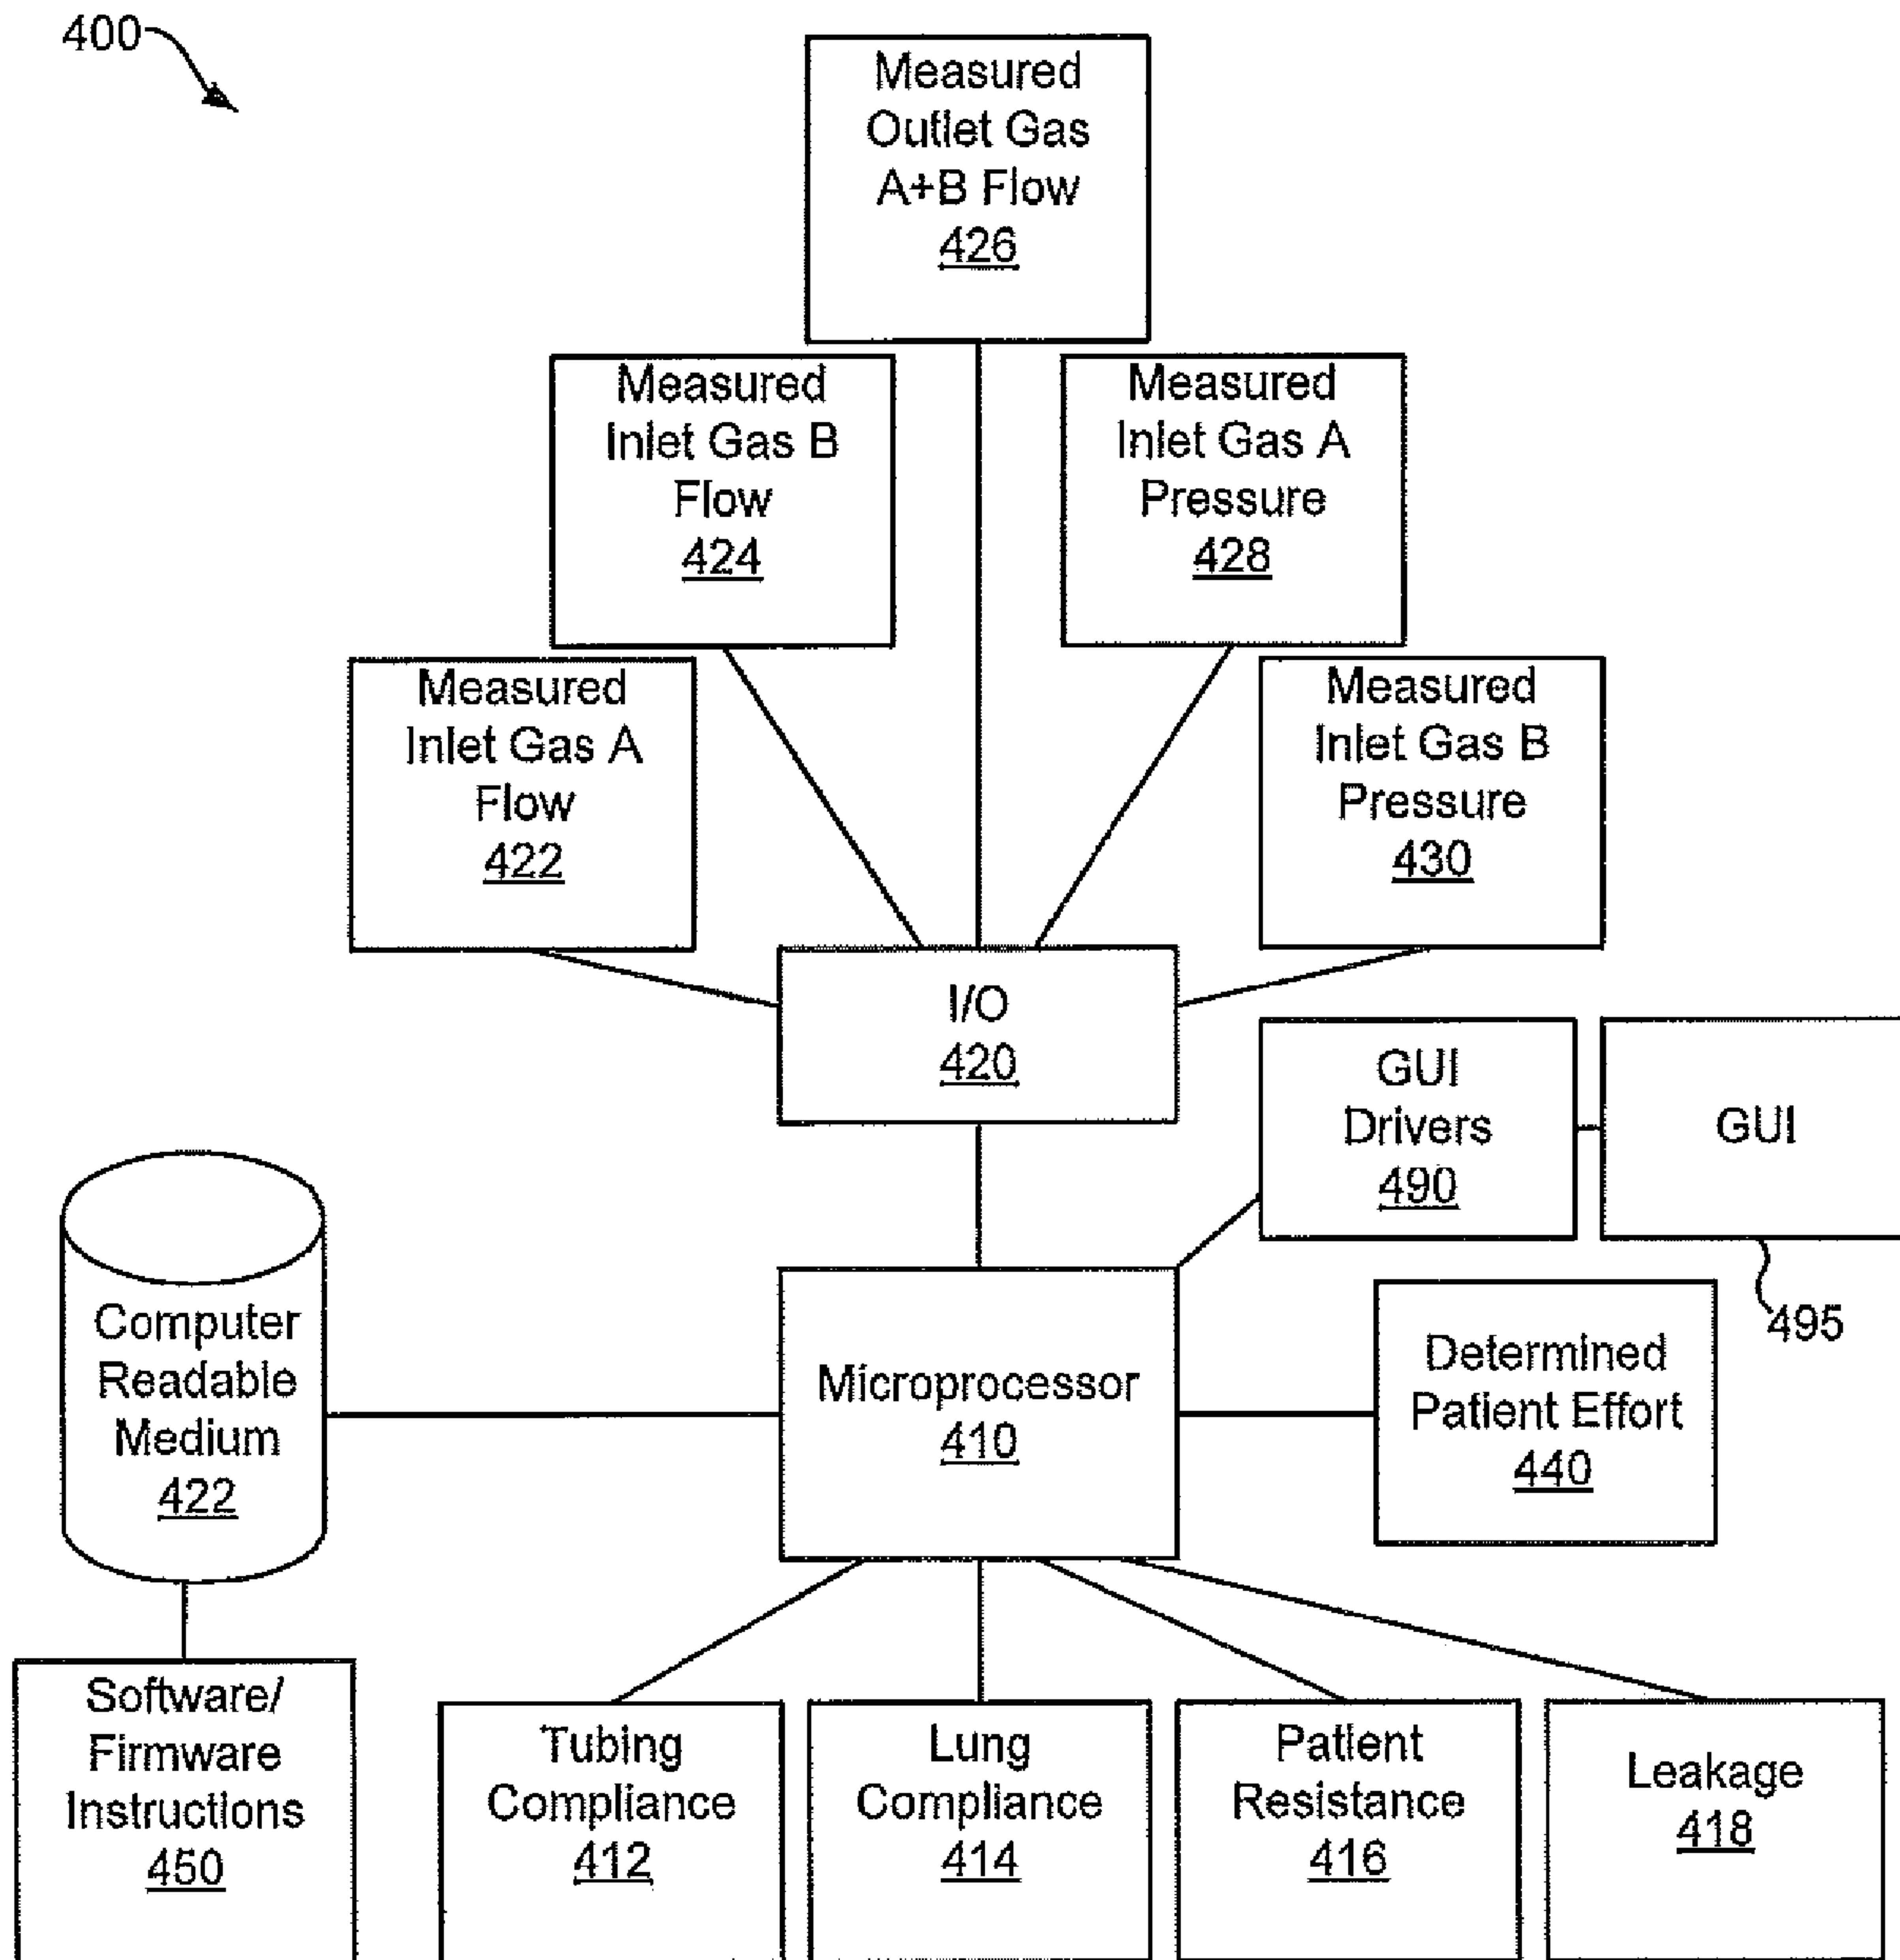 400
Measured
Outlet Gas
A+B Flow
426
Measured
Inlet Gas B
Flow
424
Measured
Inlet Gas A
Pressure
428
Measured
Inlet Gas A
Flow
422
Measured
Inlet Gas B
Pressure
430
I/O
420
GUI
Drivers
490
GUI
495
Computer
Readable
Medium
422
Microprocessor
410
Determined
Patient Effort
440
Software/
Firmware
Instructions
450
Tubing
Compliance
412
Lung
Compliance
414
Patient
Resistance
416
Leakage
418